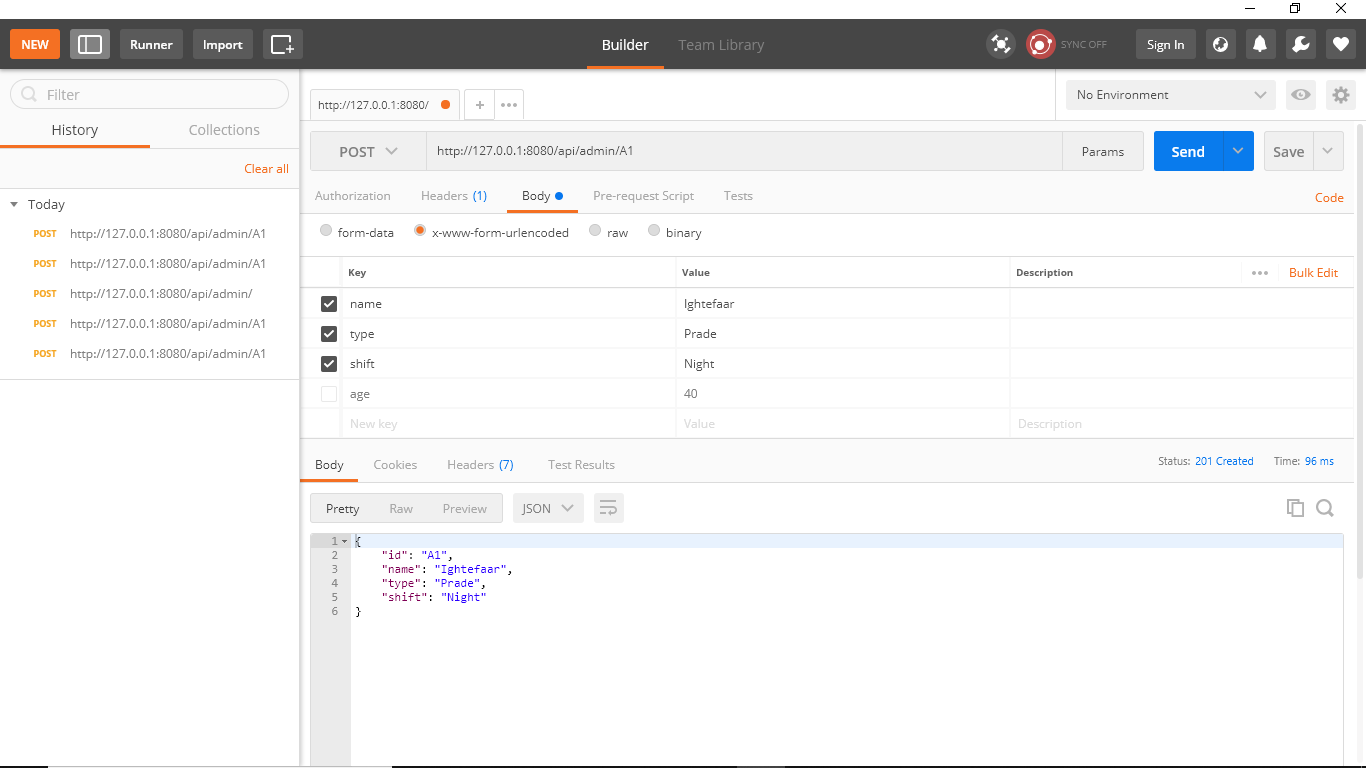 NEW Runner Import Builder Team Library SYNC OFF Sign In
Filter
http://127.0.0.1:8080/ + ••• No Environment
History Collections
Clear all
Today
POST http://127.0.0.1:8080/api/admin/A1
POST http://127.0.0.1:8080/api/admin/A1
POST http://127.0.0.1:8080/api/admin/
POST http://127.0.0.1:8080/api/admin/A1
POST http://127.0.0.1:8080/api/admin/A1
POST http://127.0.0.1:8080/api/admin/A1 Params Send Save
Authorization Headers (1) Body Pre-request Script Tests Code
form-data x-www-form-urlencoded raw binary
Key Value Description ••• Bulk Edit
name Ightefaar
type Prade
shift Night
age 40
New key Value Description
Body Cookies Headers (7) Test Results Status: 201 Created Time: 96 ms
Pretty Raw Preview JSON
1 {
2 "id": "A1",
3 "name": "Ightefaar",
4 "type": "Prade",
5 "shift": "Night"
6 }